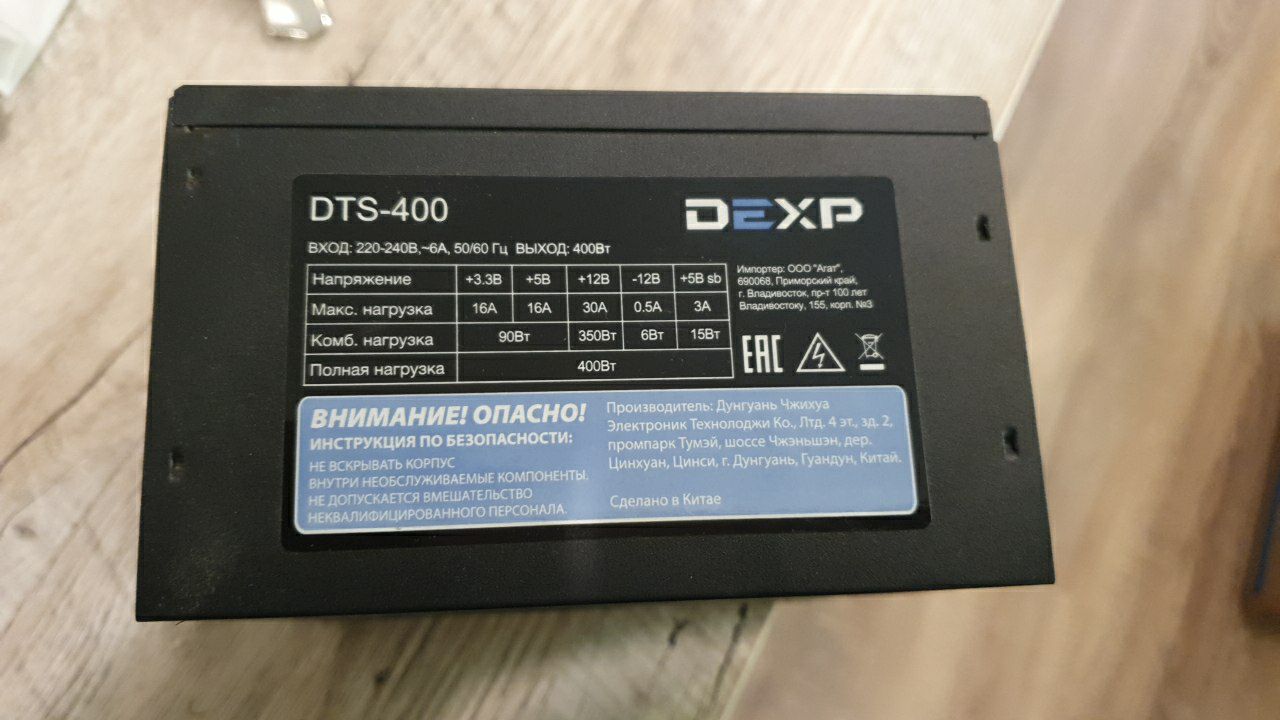 DTS-400
DEXP
ВХОД: 220-240В,~6А, 50/60 Гц ВЫХОД: 400Вт
Напряжение +3.3В +5В +12В -12В +5В sb
Макс. нагрузка 16А 16А 30А 0.5А 3А
Комб. нагрузка 90Вт 350Вт 6Вт 15Вт
Полная нагрузка 400Вт
Импортер: ООО "Агат",
690068, Приморский край,
г. Владивосток, пр-т 100 лет
Владивостоку, 155, корп. №3
EAC
ВНИМАНИЕ! ОПАСНО!
ИНСТРУКЦИЯ ПО БЕЗОПАСНОСТИ:
НЕ ВСКРЫВАТЬ КОРПУС
ВНУТРИ НЕОБСЛУЖИВАЕМЫЕ КОМПОНЕНТЫ.
НЕ ДОПУСКАЕТСЯ ВМЕШАТЕЛЬСТВО
НЕКВАЛИФИЦИРОВАННОГО ПЕРСОНАЛА.
Производитель: Дунгуань Чжихуа
Электроник Технолоджи Ко., Лтд. 4 эт., зд. 2,
промпарк Тумэй, шоссе Чжэньшэн, дер.
Цинхуан, Цинси, г. Дунгуань, Гуандун, Китай.
Сделано в Китае